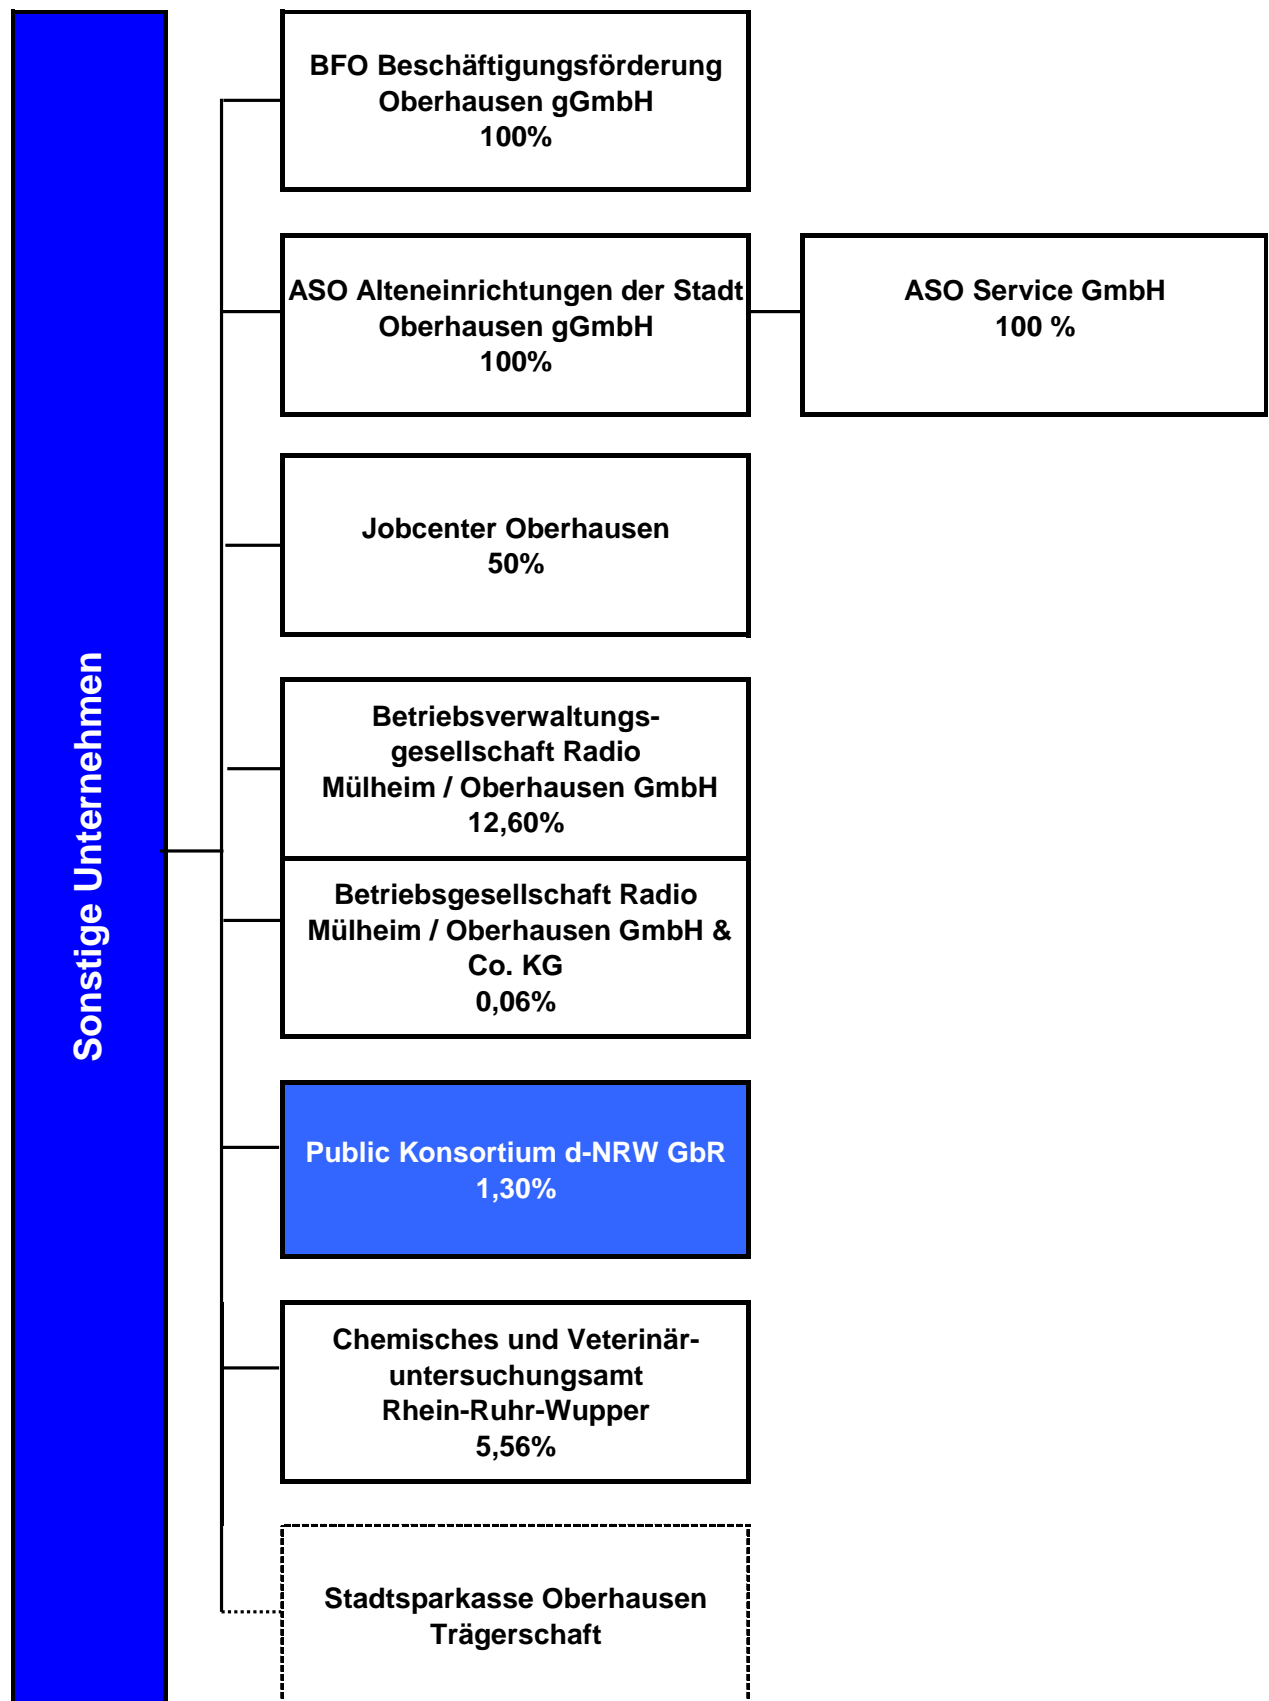 Sonstige Unternehmen
BFO Beschäftigungsförderung
Oberhausen gGmbH
100%
ASO Alteneinrichtungen der Stadt
Oberhausen gGmbH
100%
ASO Service GmbH
100 %
Jobcenter Oberhausen
50%
Betriebsverwaltungs-
gesellschaft Radio
Mülheim / Oberhausen GmbH
12,60%
Betriebsgesellschaft Radio
Mülheim / Oberhausen GmbH &
Co. KG
0,06%
Public Konsortium d-NRW GbR
1,30%
Chemisches und Veterinär-
untersuchungsamt
Rhein-Ruhr-Wupper
5,56%
Stadtsparkasse Oberhausen
Trägerschaft